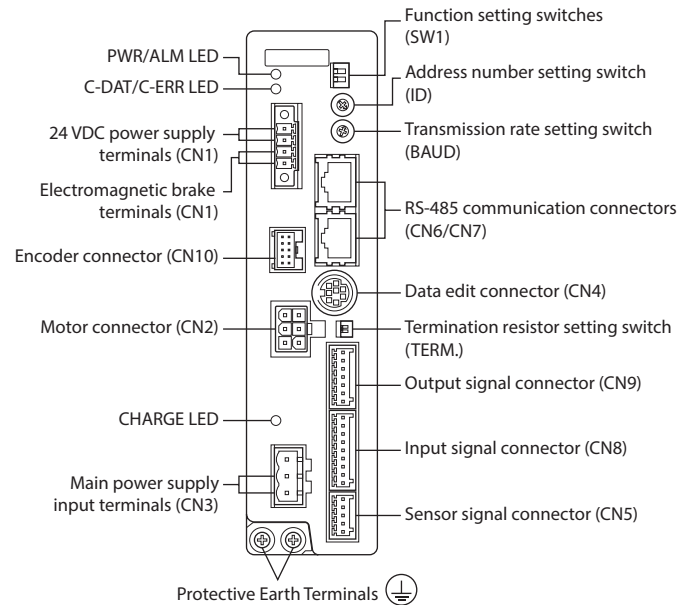 PWR/ALM LED
C-DAT/C-ERR LED
24 VDC power supply
terminals (CN1)
Electromagnetic brake
terminals (CN1)
Encoder connector (CN10)
Motor connector (CN2)
CHARGE LED
Main power supply
input terminals (CN3)
Protective Earth Terminals
Function setting switches
(SW1)
Address number setting switch
(ID)
Transmission rate setting switch
(BAUD)
RS-485 communication connectors
(CN6/CN7)
Data edit connector (CN4)
Termination resistor setting switch
(TERM.)
Output signal connector (CN9)
Input signal connector (CN8)
Sensor signal connector (CN5)